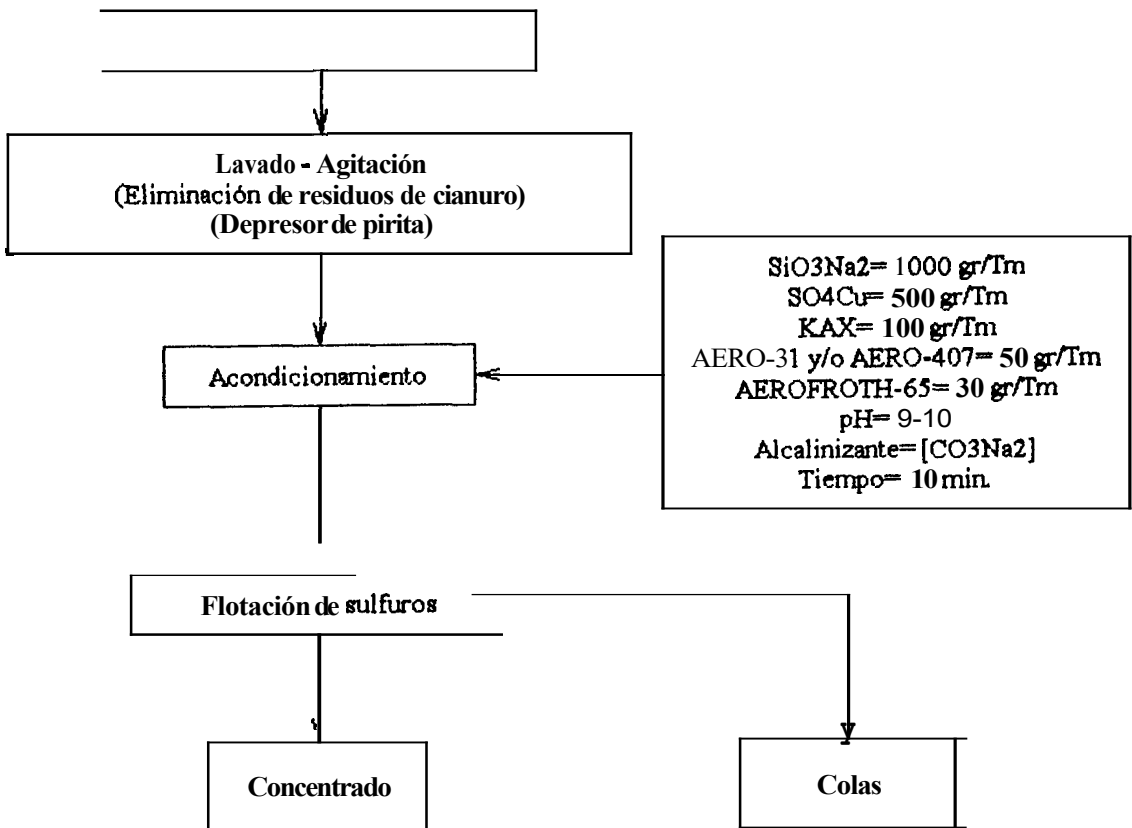 Lavado - Agitación
(Eliminación de residuos de cianuro)
(Depresor de pirita)
SiO3Na2= 1000 gr/Tm
SO4Cu= 500 gr/Tm
KAX= 100 gr/Tm
AERO-31 y/o AERO-407= 50 gr/Tm
AEROFROTH-65= 30 gr/Tm
pH= 9-10
Alcalinizante=[CO3Na2]
Tiempo= 10 min.
Acondicionamiento
Flotación de sulfuros
Concentrado
Colas